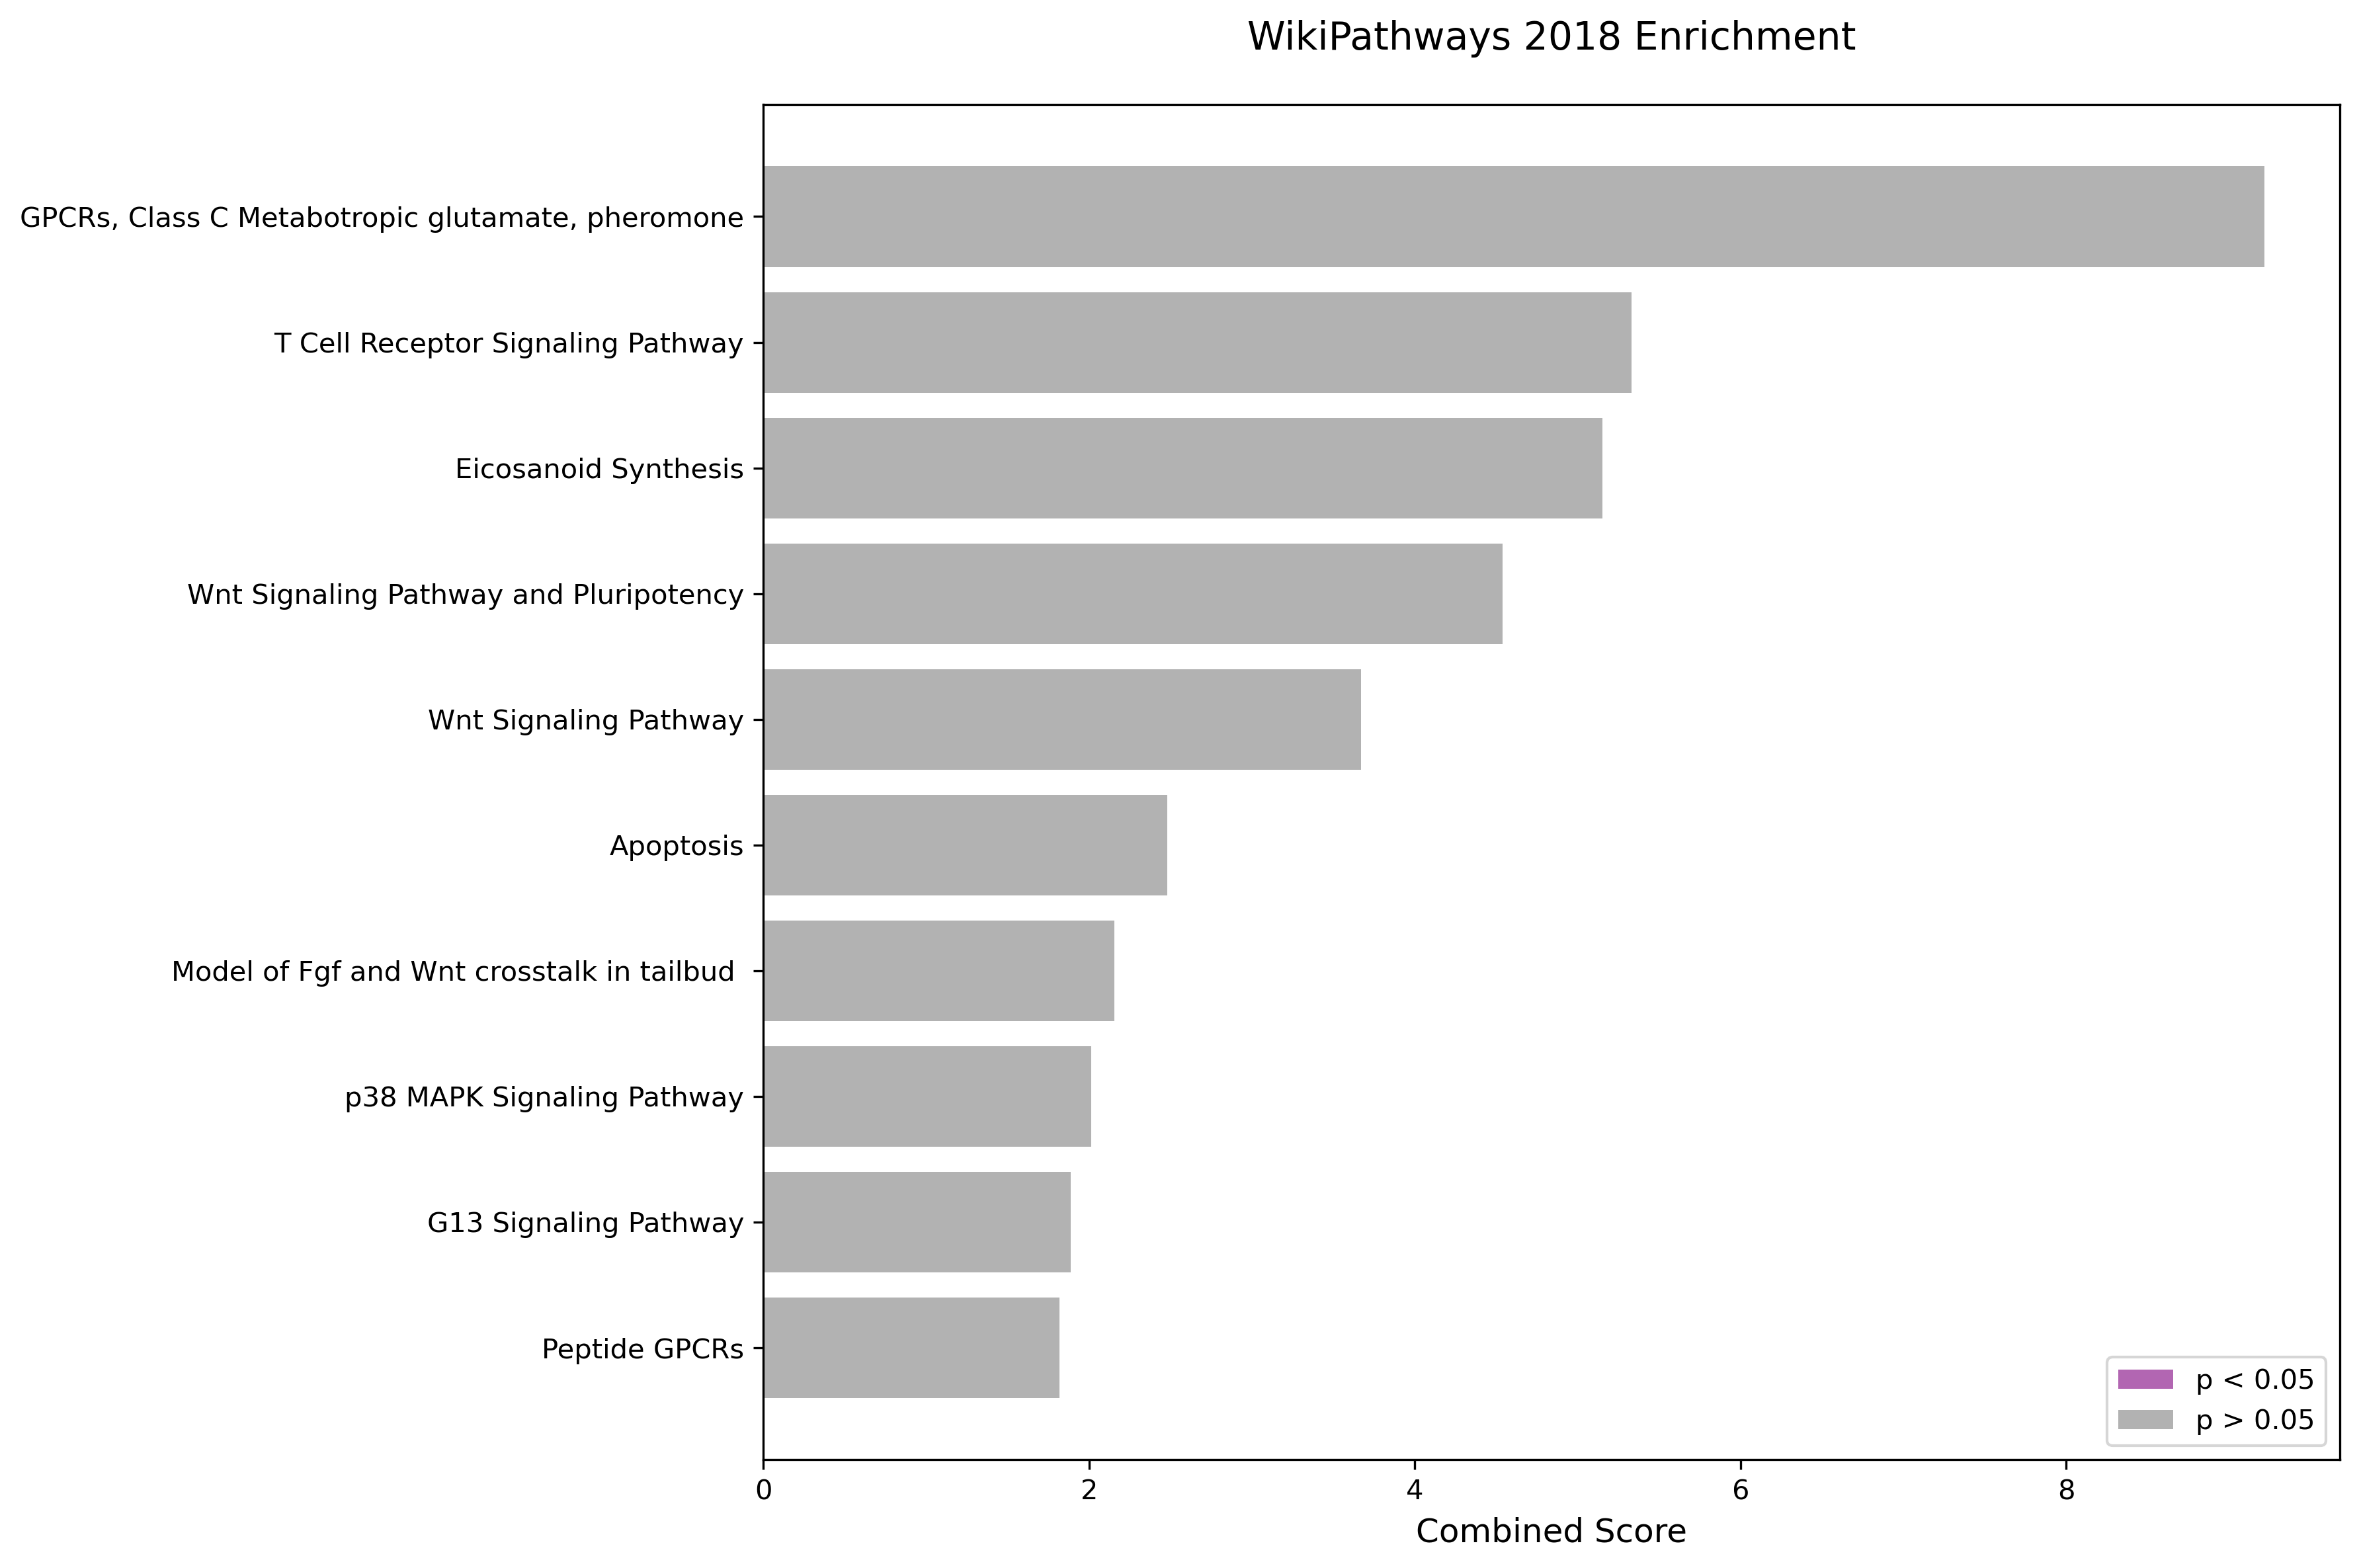 WikiPathways 2018 Enrichment
GPCRs, Class C Metabotropic glutamate, pheromone
T Cell Receptor Signaling Pathway
Eicosanoid Synthesis
Wnt Signaling Pathway and Pluripotency
Wnt Signaling Pathway
Apoptosis
Model of Fgf and Wnt crosstalk in tailbud
p38 MAPK Signaling Pathway
G13 Signaling Pathway
Peptide GPCRs
p < 0.05
p > 0.05
0 2 4 6 8
Combined Score